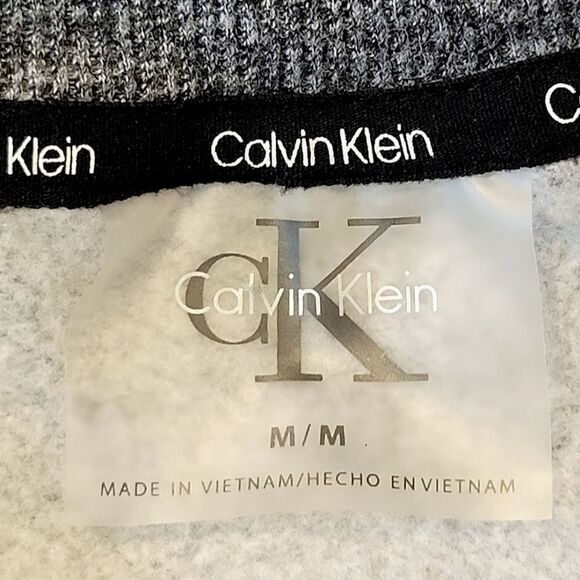 Klein Calvin Klein C
CK
Calvin Klein
M/M
MADE IN VIETNAM/HECHO EN VIETNAM